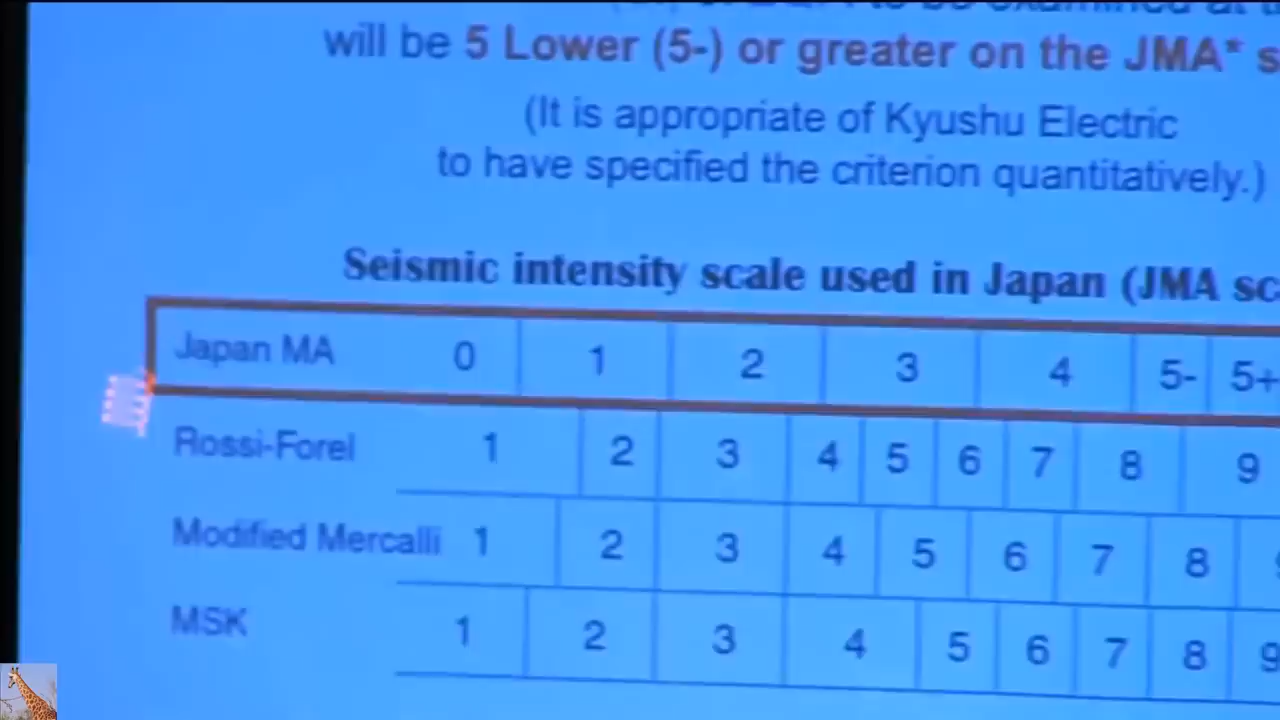 will be 5 Lower (5-) or greater on the JMA* s
(It is appropriate of Kyushu Electric
to have specified the criterion quantitatively.)
Seismic intensity scale used in Japan (JMA sc
Japan MA 0 1 2 3 4 5- 5+
Rossi-Forel 1 2 3 4 5 6 7 8 9
Modified Mercalli 1 2 3 4 5 6 7 8
MSK 1 2 3 4 5 6 7 8 9